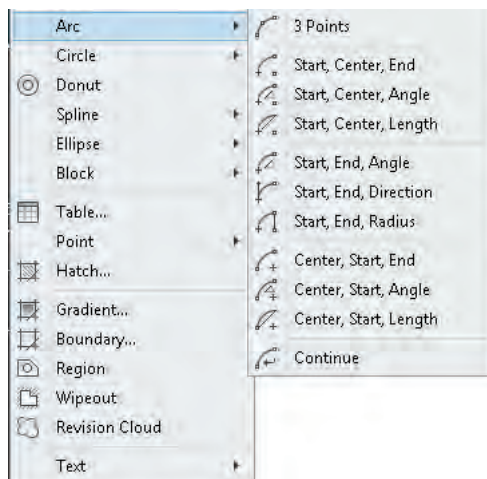 Arc
Circle
Donut
Spline
Ellipse
Block
Table...
Point
Hatch...
Gradient...
Boundary...
Region
Wipeout
Revision Cloud
Text
3 Points
Start, Center, End
Start, Center, Angle
Start, Center, Length
Start, End, Angle
Start, End, Direction
Start, End, Radius
Center, Start, End
Center, Start, Angle
Center, Start, Length
Continue